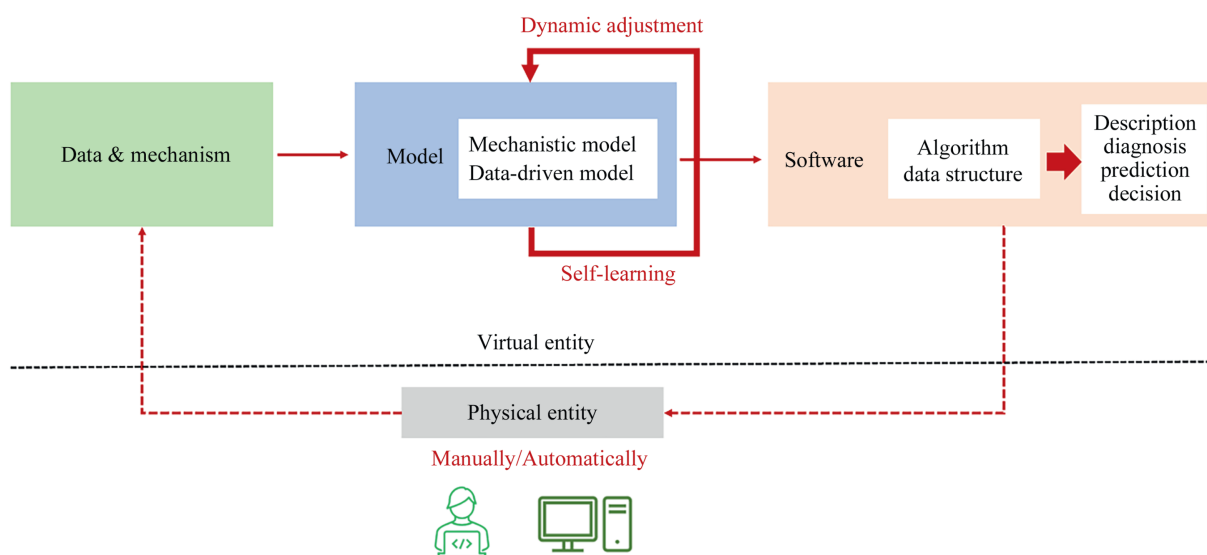 Dynamic adjustment
Data & mechanism
Model
Mechanistic model
Data-driven model
Software
Algorithm
data structure
Description
diagnosis
prediction
decision
Self-learning
Virtual entity
Physical entity
Manually/Automatically
</>